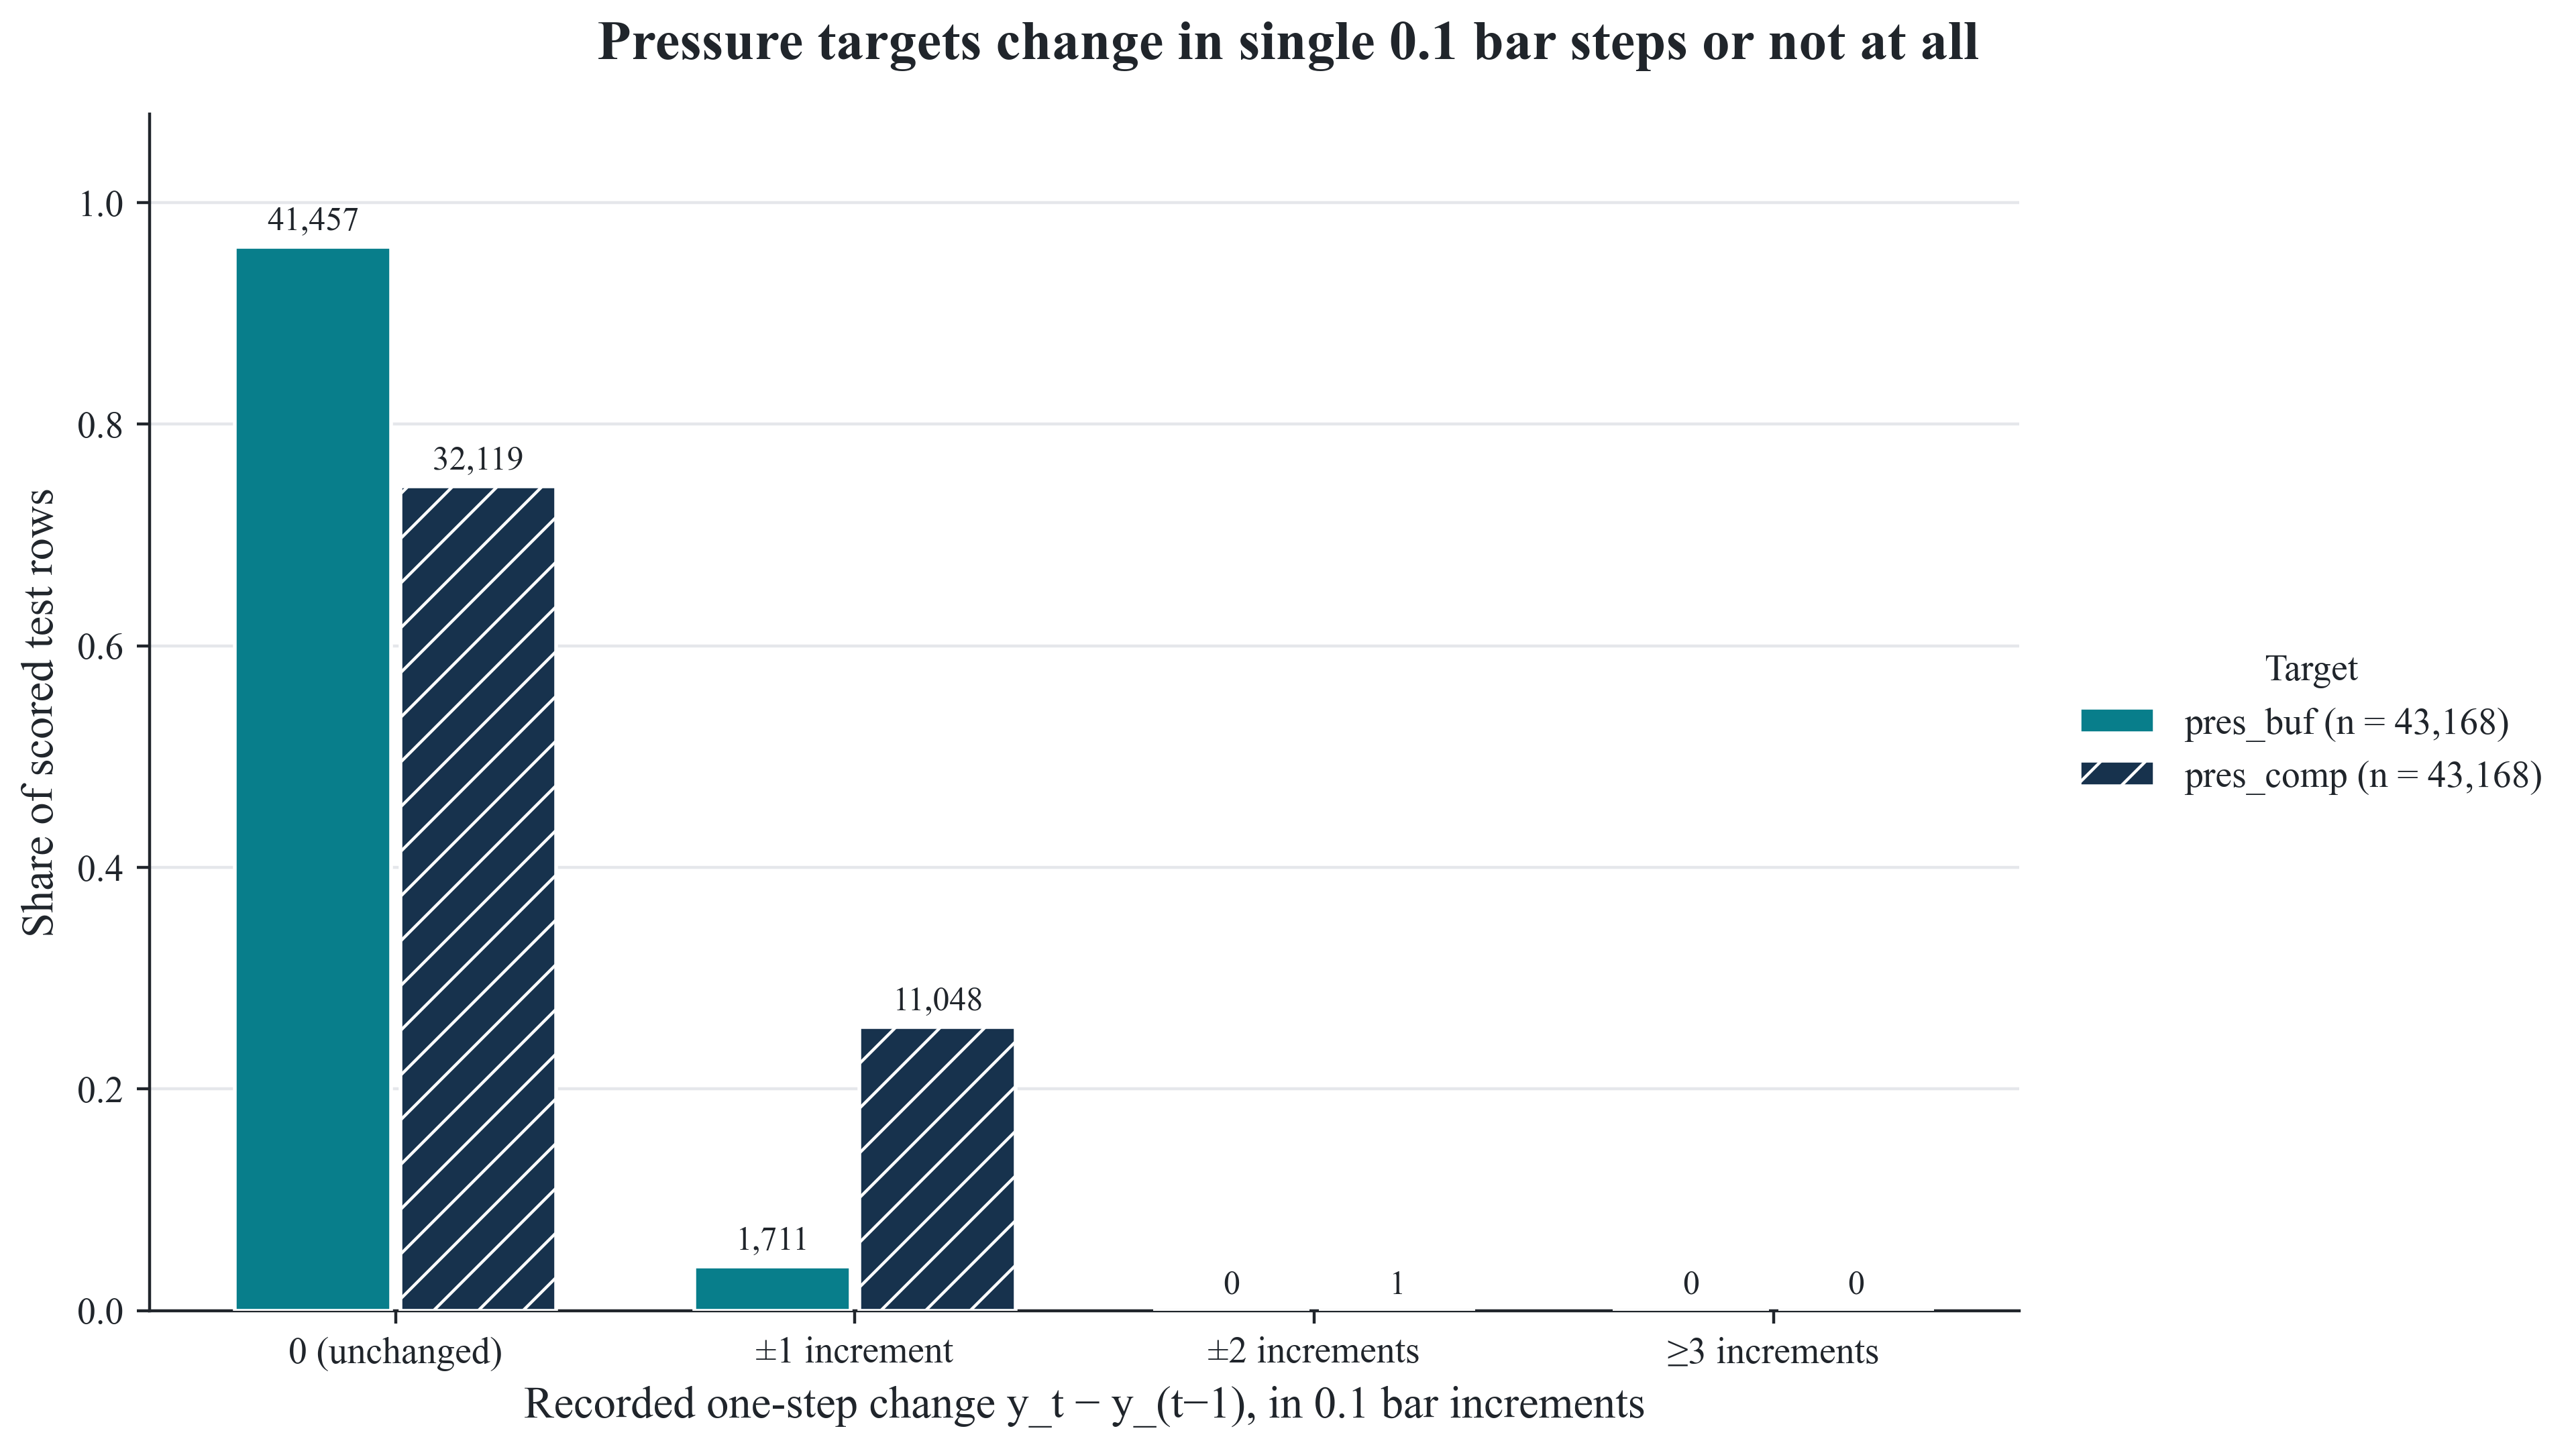 Pressure targets change in single 0.1 bar steps or not at all
Share of scored test rows
1.0
0.8
0.6
0.4
0.2
0.0
41,457
32,119
1,711
11,048
0
1
0
0
0 (unchanged)
±1 increment
±2 increments
≥3 increments
Recorded one-step change y_t − y_(t−1), in 0.1 bar increments
Target
pres_buf (n = 43,168)
pres_comp (n = 43,168)